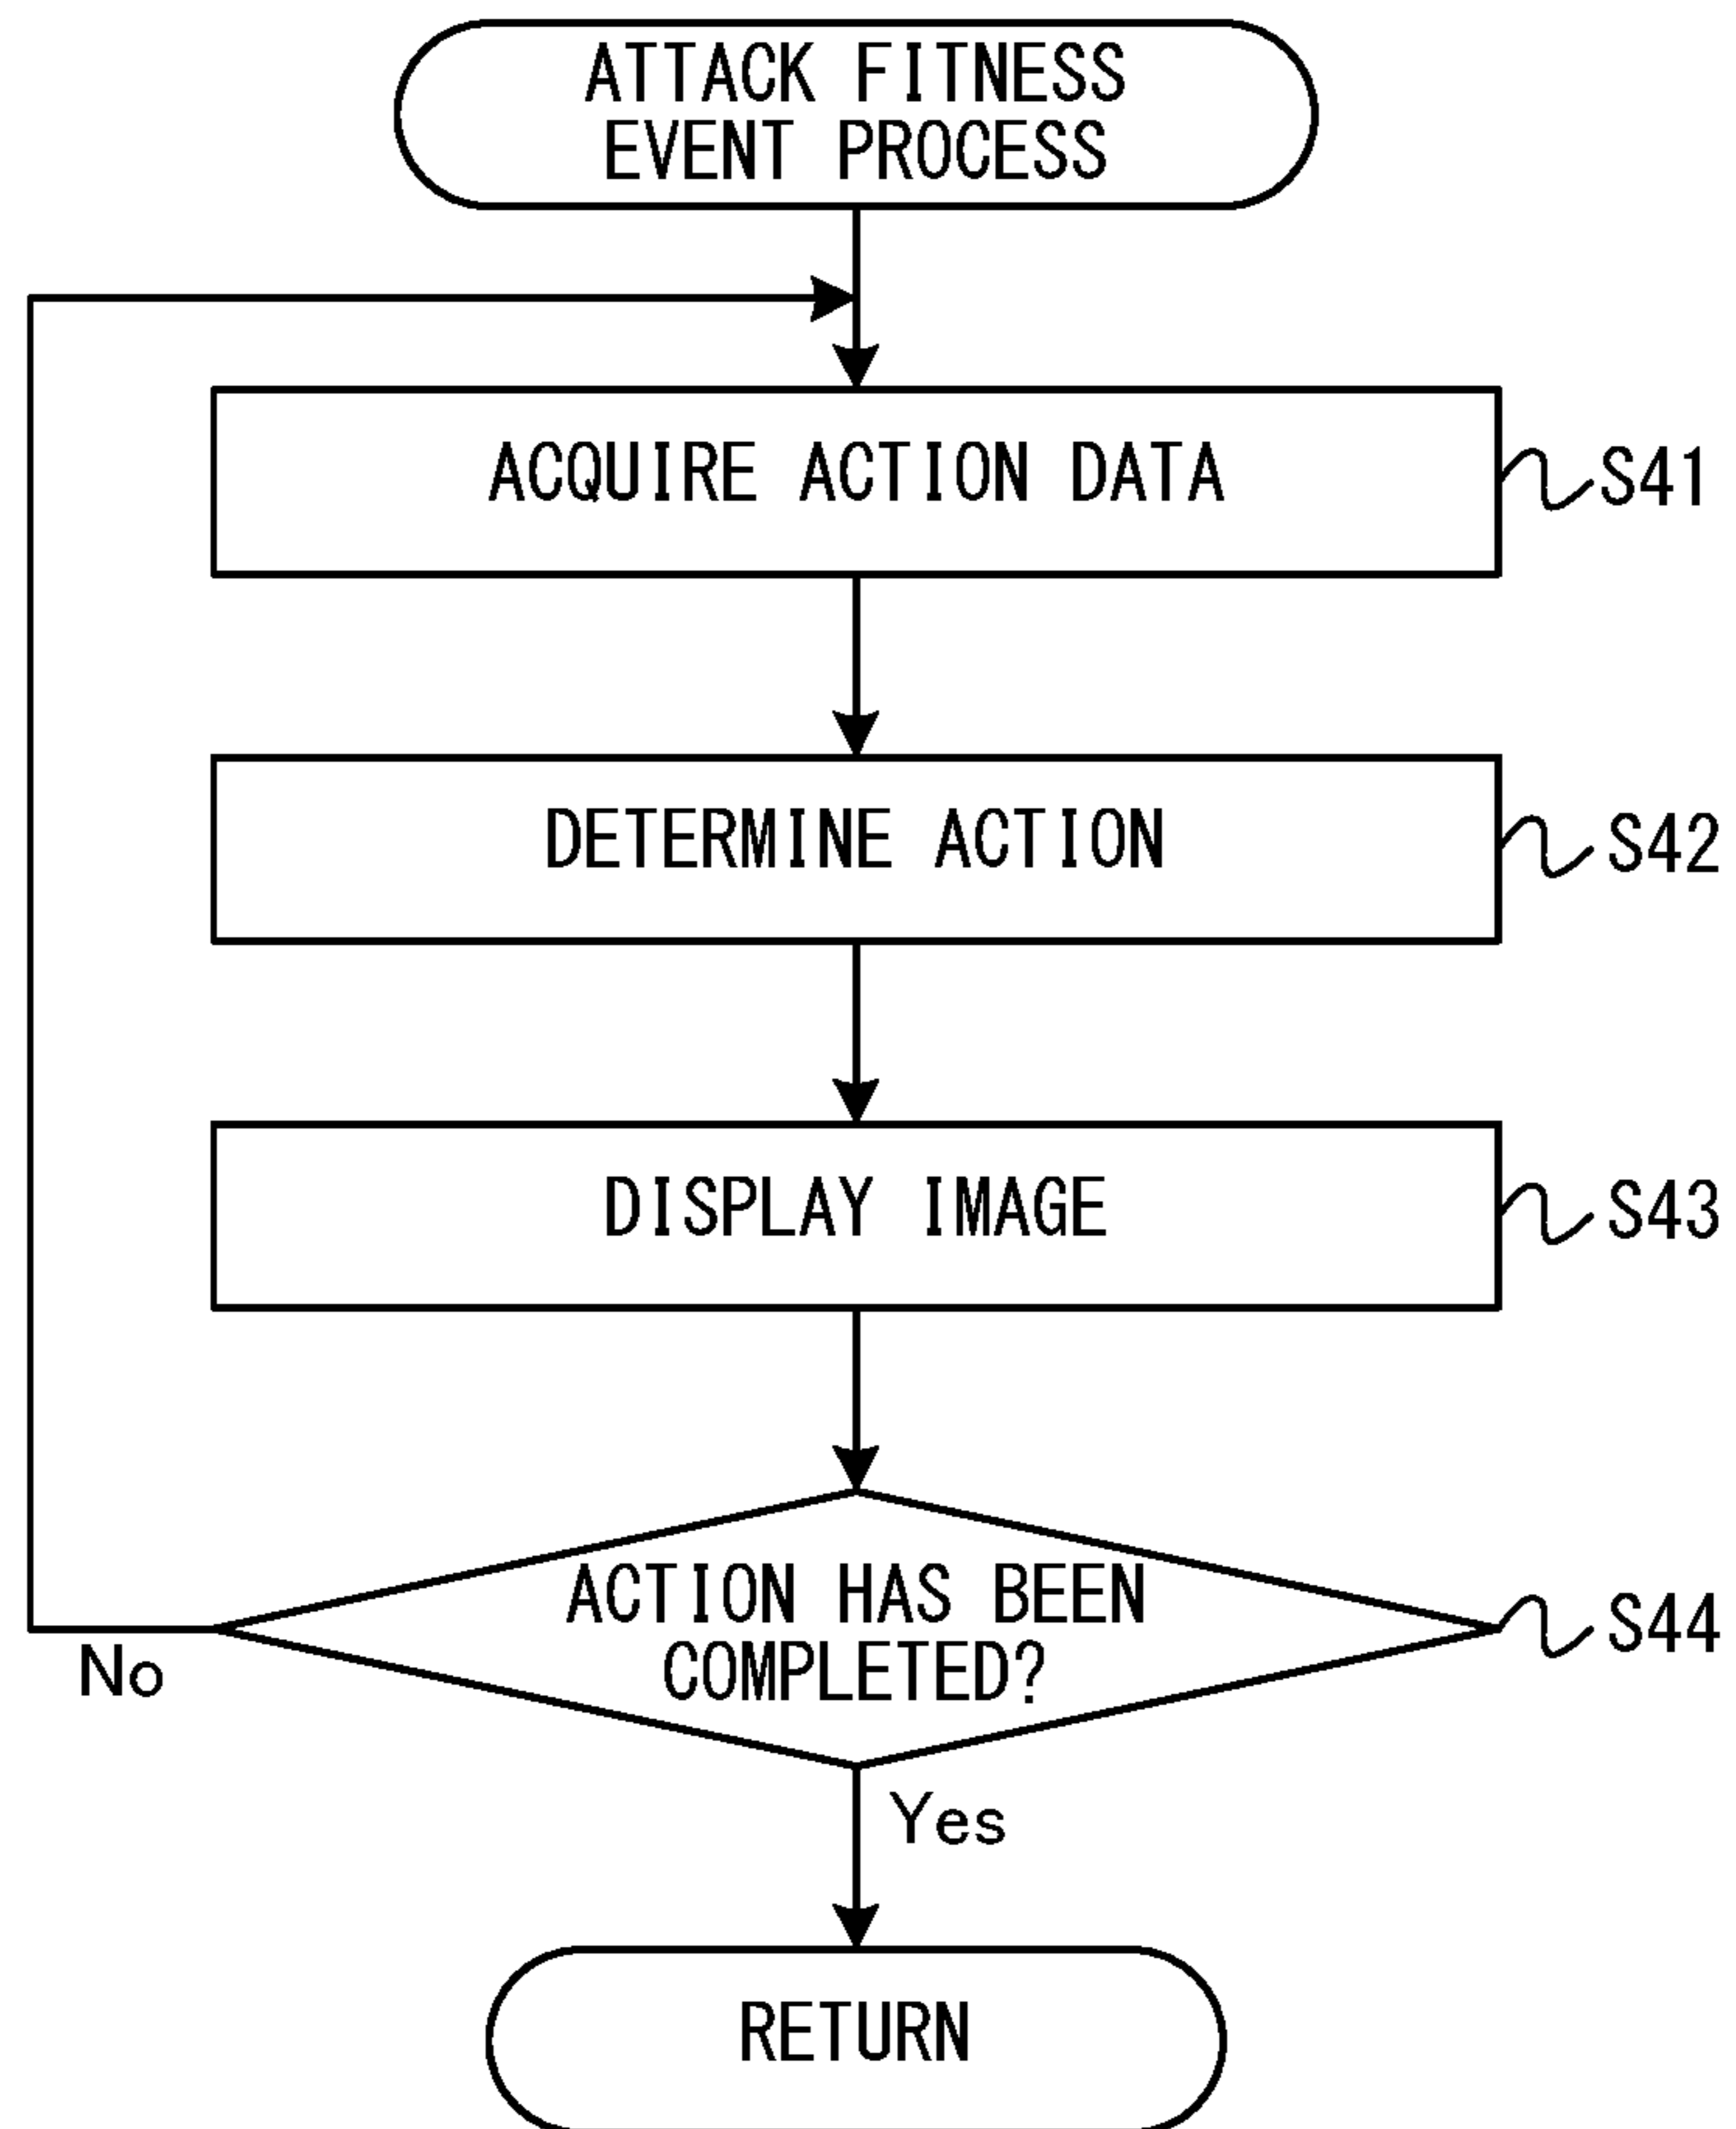 ATTACK FITNESS
EVENT PROCESS
ACQUIRE ACTION DATA
S41
DETERMINE ACTION
S42
DISPLAY IMAGE
S43
ACTION HAS BEEN
COMPLETED?
S44
No
Yes
RETURN